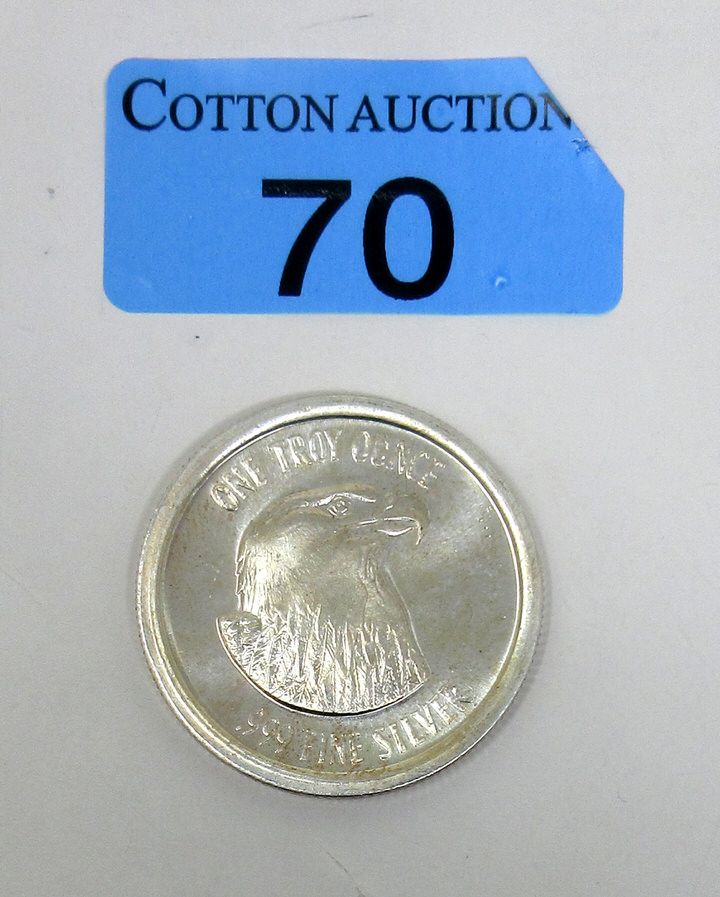 COTTON AUCTION
70
ONE TROY OUNCE
.999 FINE SILVER